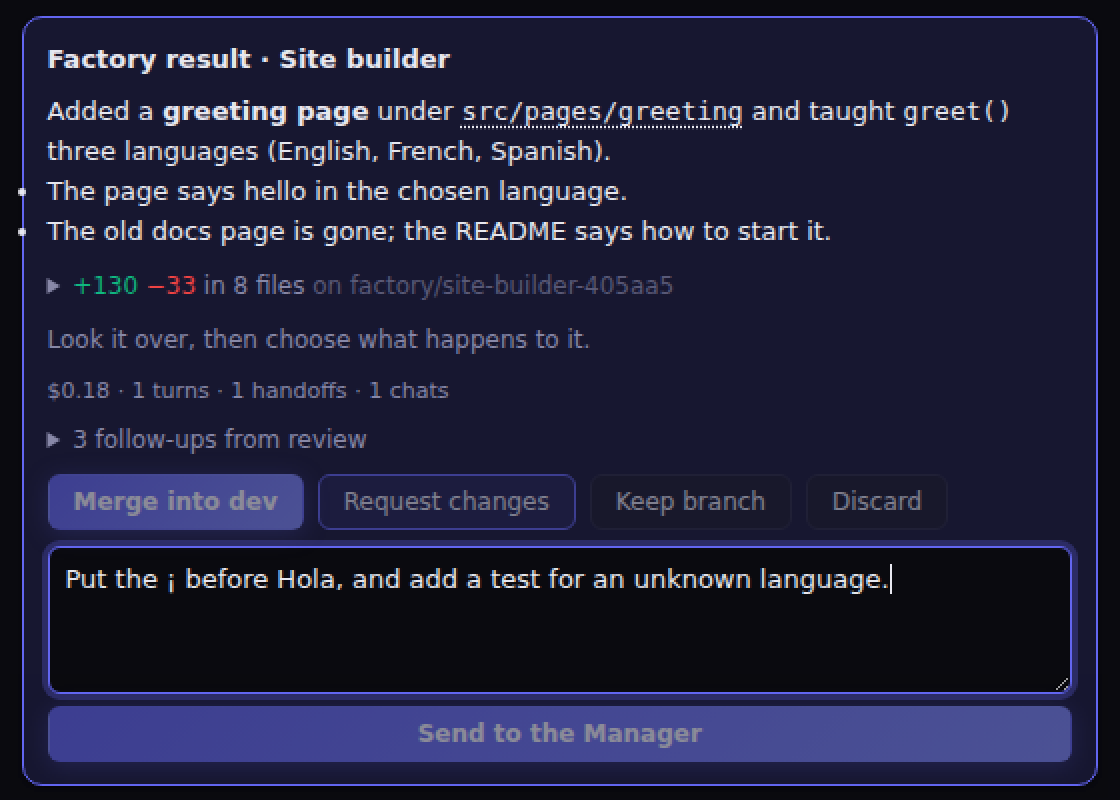 Factory result · Site builder
Added a greeting page under src/pages/greeting and taught greet()
three languages (English, French, Spanish).
• The page says hello in the chosen language.
• The old docs page is gone; the README says how to start it.
▶ +130 −33 in 8 files on factory/site-builder-405aa5
Look it over, then choose what happens to it.
$0.18 · 1 turns · 1 handoffs · 1 chats
▶ 3 follow-ups from review
Merge into dev Request changes Keep branch Discard
Put the ¡ before Hola, and add a test for an unknown language.
Send to the Manager